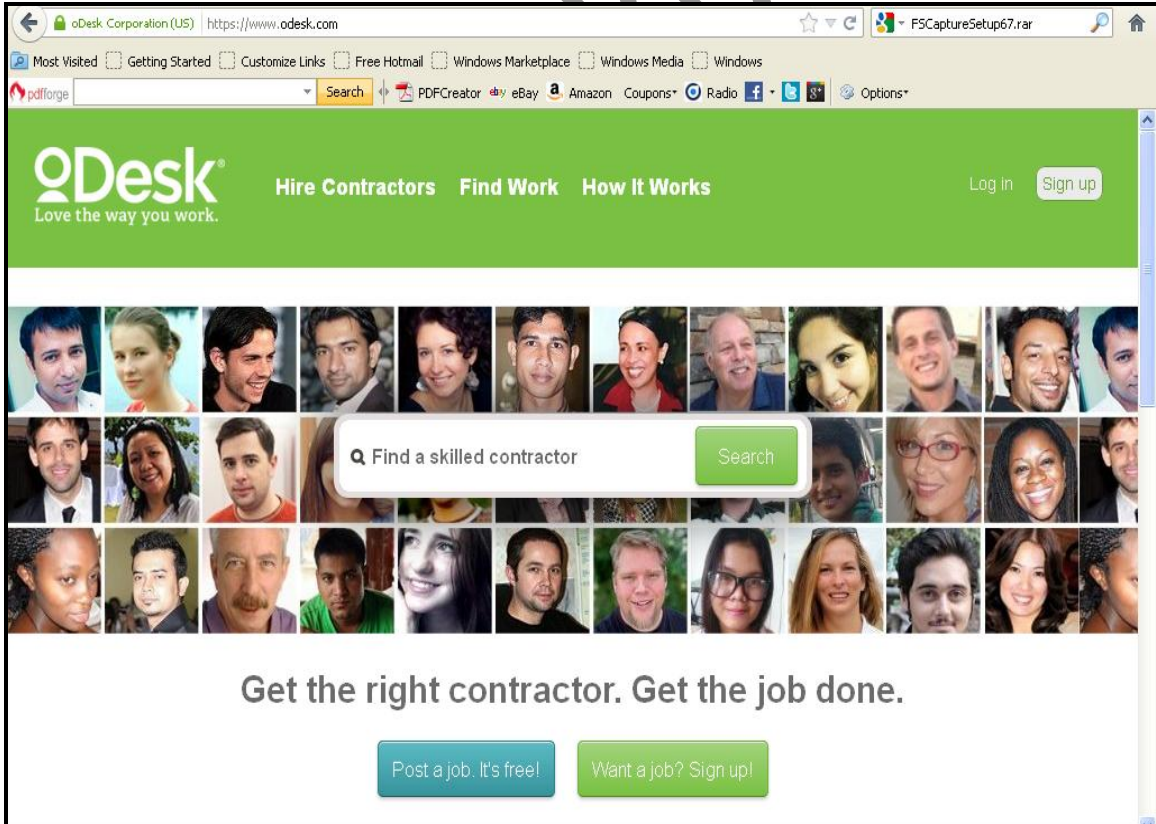 oDesk Corporation (US) https://www.odesk.com FSCaptureSetup67.rar
Most Visited Getting Started Customize Links Free Hotmail Windows Marketplace Windows Media Windows
pdfforge Search PDFCreator eBay Amazon Coupons Radio Options
oDesk®
Love the way you work.
Hire Contractors Find Work How It Works Log in Sign up
Find a skilled contractor Search
Get the right contractor. Get the job done.
Post a job. It's free! Want a job? Sign up!